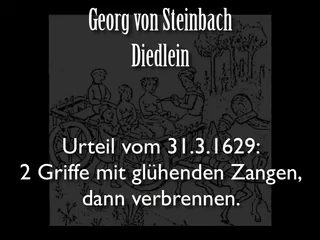 Georg von Steinbach
Diedlein
Urteil vom 31.3.1629:
2 Griffe mit glühenden Zangen,
dann verbrennen.